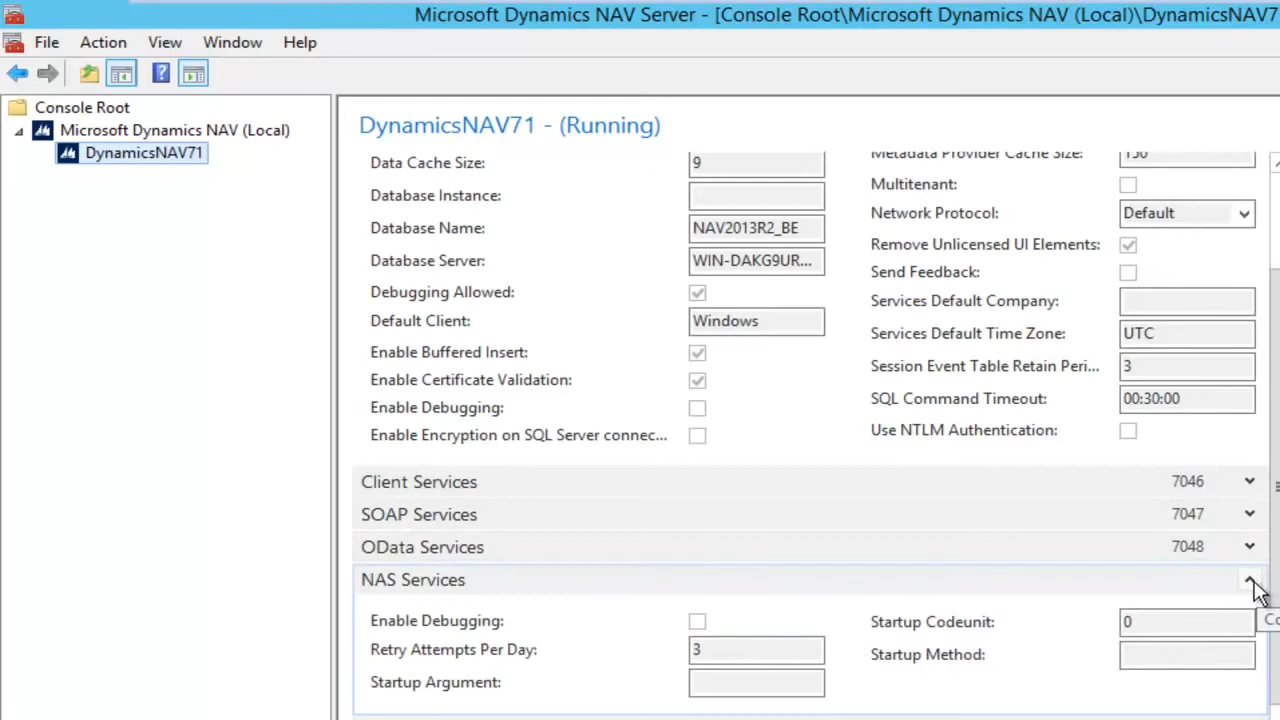 Microsoft Dynamics NAV Server - [Console Root\Microsoft Dynamics NAV (Local)\DynamicsNAV7
File Action View Window Help
Console Root
Microsoft Dynamics NAV (Local)
DynamicsNAV71
DynamicsNAV71 - (Running)
Data Cache Size: 9
Database Instance:
Database Name: NAV2013R2_BE
Database Server: WIN-DAKG9UR...
Debugging Allowed:
Default Client: Windows
Enable Buffered Insert:
Enable Certificate Validation:
Enable Debugging:
Enable Encryption on SQL Server connec...
Metadata Provider Cache Size: 150
Multitenant:
Network Protocol: Default
Remove Unlicensed UI Elements:
Send Feedback:
Services Default Company:
Services Default Time Zone: UTC
Session Event Table Retain Peri... 3
SQL Command Timeout: 00:30:00
Use NTLM Authentication:
Client Services 7046
SOAP Services 7047
OData Services 7048
NAS Services
Enable Debugging:
Retry Attempts Per Day: 3
Startup Argument:
Startup Codeunit: 0
Startup Method:
Co